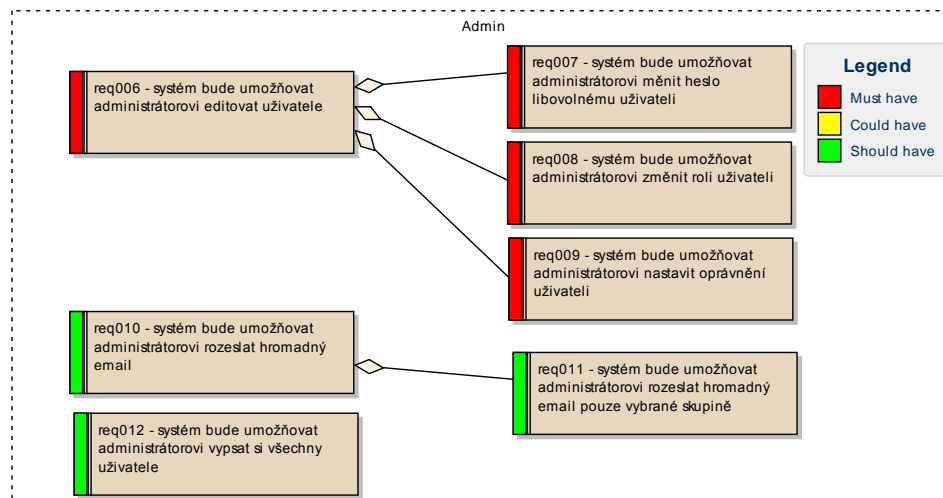 Admin
req006 - systém bude umožňovat
administrátorovi editovat uživatele
req007 - systém bude umožňovat
administrátorovi měnit heslo
libovolnému uživateli
req008 - systém bude umožňovat
administrátorovi změnit roli uživateli
req009 - systém bude umožňovat
administrátorovi nastavit oprávnění
uživateli
req010 - systém bude umožňovat
administrátorovi rozeslat hromadný
email
req011 - systém bude umožňovat
administrátorovi rozeslat hromadný
email pouze vybrané skupině
req012 - systém bude umožňovat
administrátorovi vypsat si všechny
uživatele
Legend
Must have
Could have
Should have